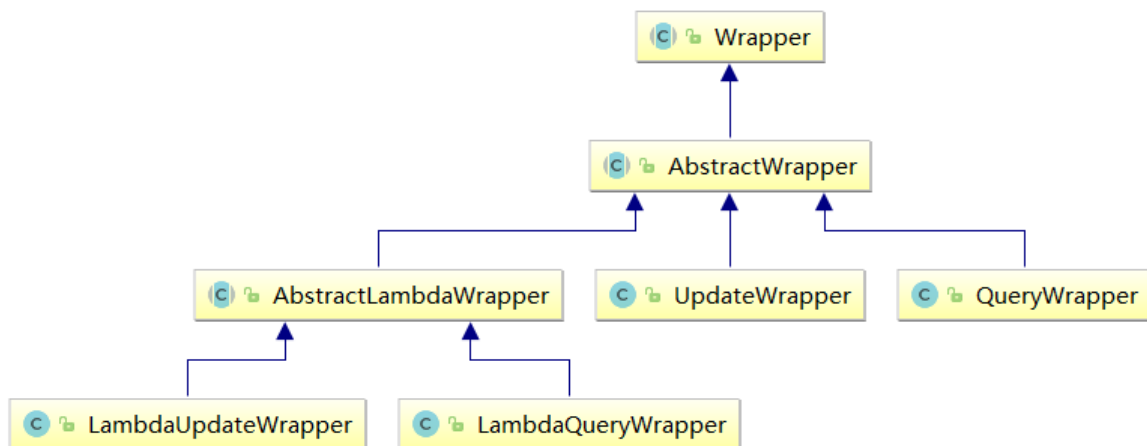 C Wrapper
C AbstractWrapper
C AbstractLambdaWrapper
C UpdateWrapper
C QueryWrapper
C LambdaUpdateWrapper
C LambdaQueryWrapper